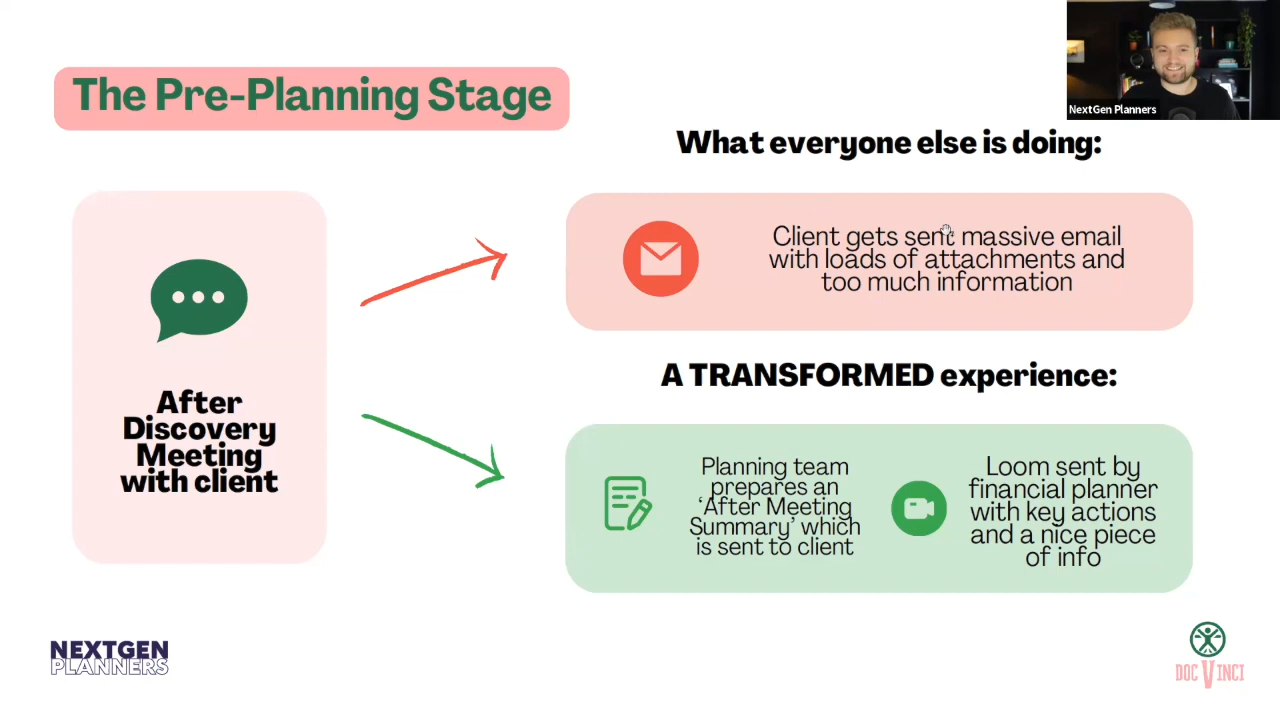 The Pre-Planning Stage
NextGen Planners
What everyone else is doing:
Client gets sent massive email
with loads of attachments and
too much information
After
Discovery
Meeting
with client
A TRANSFORMED experience:
Planning team
prepares an
‘After Meeting
Summary’ which
is sent to client
Loom sent by
financial planner
with key actions
and a nice piece
of info
NEXTGEN
PLANNERS
DOC VINCI